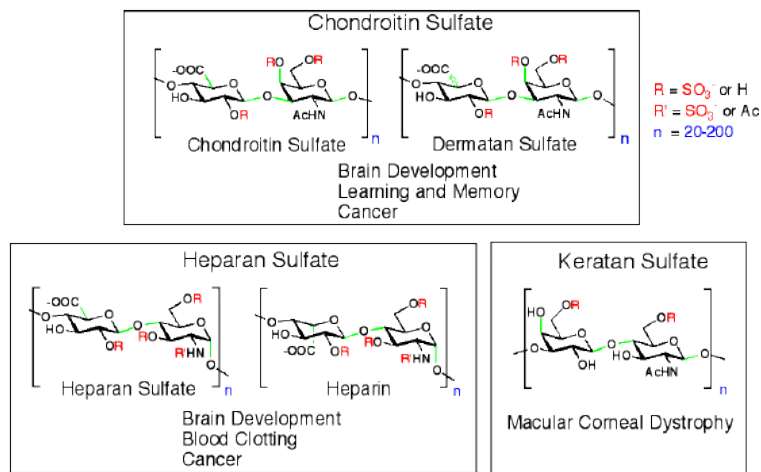 Chondroitin Sulfate
RO
OR
-OOC
O
O
HO
O
OR
AcHN
O
n
Chondroitin Sulfate
RO
OR
-OOC
O
O
HO
O
OR
AcHN
O
n
Dermatan Sulfate
R = SO3- or H
R' = SO3- or Ac
n = 20-200
Brain Development
Learning and Memory
Cancer
Heparan Sulfate
OR
-OOC
O
O
HO
O
O
OR
RO
R'HN
O
n
Heparan Sulfate
OR
O
O
HO
-OOC
O
O
OR
RO
R'HN
O
n
Heparin
Brain Development
Blood Clotting
Cancer
Keratan Sulfate
OR
HO
OR
O
O
O
O
OH
HO
AcHN
O
n
Macular Corneal Dystrophy